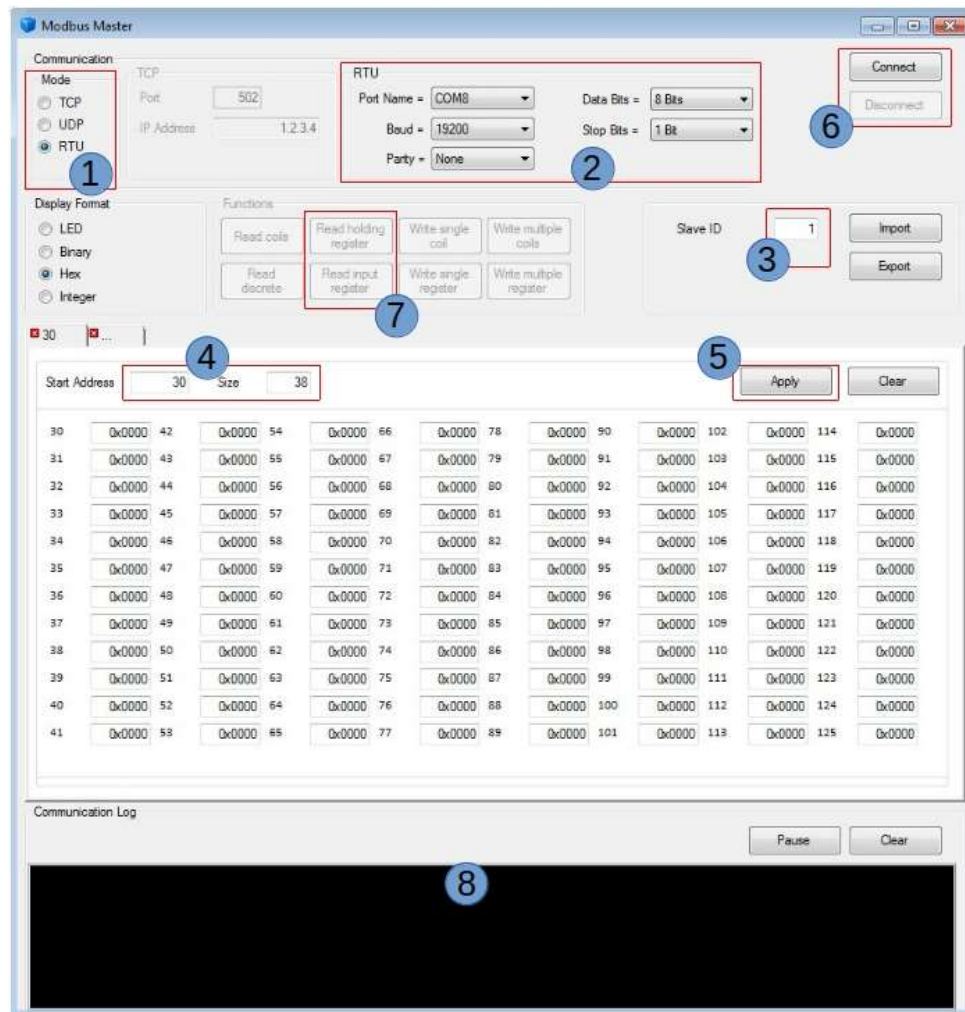 Modbus Master
Communication
Mode
TCP
UDP
RTU
1
TCP
Port 502
IP Address 1.2.3.4
RTU
Port Name = COM8 Data Bits = 8 Bits
Baud = 19200 Stop Bits = 1 Bit
Party = None
2
Connect
Disconnect
6
Display Format
LED
Binary
Hex
Integer
Functions
Read coils Read holding register Write single coil Write multiple coils
Read discrete Read input register Write single register Write multiple register
7
Slave ID 1
3
Import
Export
30 ...
4 5
Start Address 30 Size 38 Apply Clear
30 0x0000 42 0x0000 54 0x0000 66 0x0000 78 0x0000 90 0x0000 102 0x0000 114 0x0000
31 0x0000 43 0x0000 55 0x0000 67 0x0000 79 0x0000 91 0x0000 103 0x0000 115 0x0000
32 0x0000 44 0x0000 56 0x0000 68 0x0000 80 0x0000 92 0x0000 104 0x0000 116 0x0000
33 0x0000 45 0x0000 57 0x0000 69 0x0000 81 0x0000 93 0x0000 105 0x0000 117 0x0000
34 0x0000 46 0x0000 58 0x0000 70 0x0000 82 0x0000 94 0x0000 106 0x0000 118 0x0000
35 0x0000 47 0x0000 59 0x0000 71 0x0000 83 0x0000 95 0x0000 107 0x0000 119 0x0000
36 0x0000 48 0x0000 60 0x0000 72 0x0000 84 0x0000 96 0x0000 108 0x0000 120 0x0000
37 0x0000 49 0x0000 61 0x0000 73 0x0000 85 0x0000 97 0x0000 109 0x0000 121 0x0000
38 0x0000 50 0x0000 62 0x0000 74 0x0000 86 0x0000 98 0x0000 110 0x0000 122 0x0000
39 0x0000 51 0x0000 63 0x0000 75 0x0000 87 0x0000 99 0x0000 111 0x0000 123 0x0000
40 0x0000 52 0x0000 64 0x0000 76 0x0000 88 0x0000 100 0x0000 112 0x0000 124 0x0000
41 0x0000 53 0x0000 65 0x0000 77 0x0000 89 0x0000 101 0x0000 113 0x0000 125 0x0000
Communication Log
Pause Clear
8